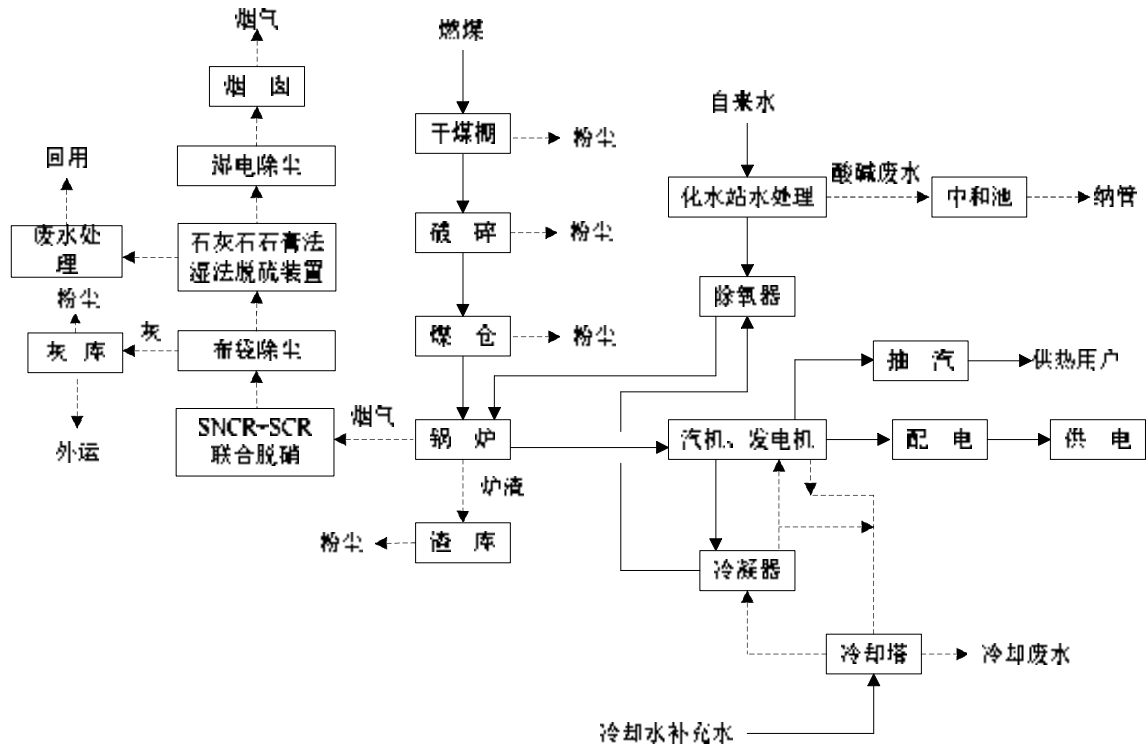 烟气
燃煤
烟 囱
自来水
干煤棚
粉尘
回用
湿电除尘
酸碱废水
化水站水处理
中和池
纳管
废水处
理
石灰石石膏法
湿法脱硫装置
破 碎
粉尘
粉尘
除氧器
灰 库
灰
布袋除尘
煤 仓
粉尘
抽 汽
供热用户
外运
SNCR-SCR
联合脱硝
烟气
锅 炉
汽机、发电机
配 电
供 电
炉渣
粉尘
渣 库
冷凝器
冷却塔
冷却废水
冷却水补充水